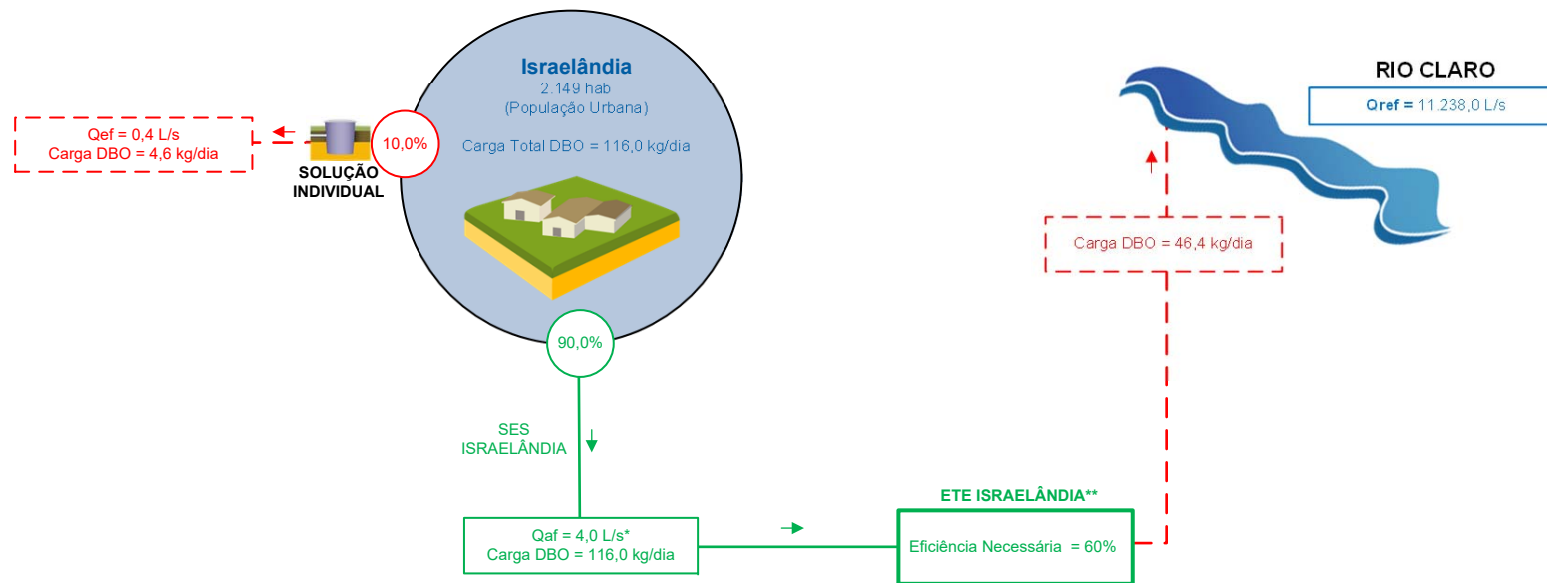 Israelândia
2.149 hab
(População Urbana)
Carga Total DBO = 116,0 kg/dia
10,0%
SOLUÇÃO
INDIVIDUAL
Qef = 0,4 L/s
Carga DBO = 4,6 kg/dia
90,0%
SES
ISRAELÂNDIA
Qaf = 4,0 L/s*
Carga DBO = 116,0 kg/dia
ETE ISRAELÂNDIA**
Eficiência Necessária = 60%
Carga DBO = 46,4 kg/dia
RIO CLARO
Qref = 11.238,0 L/s